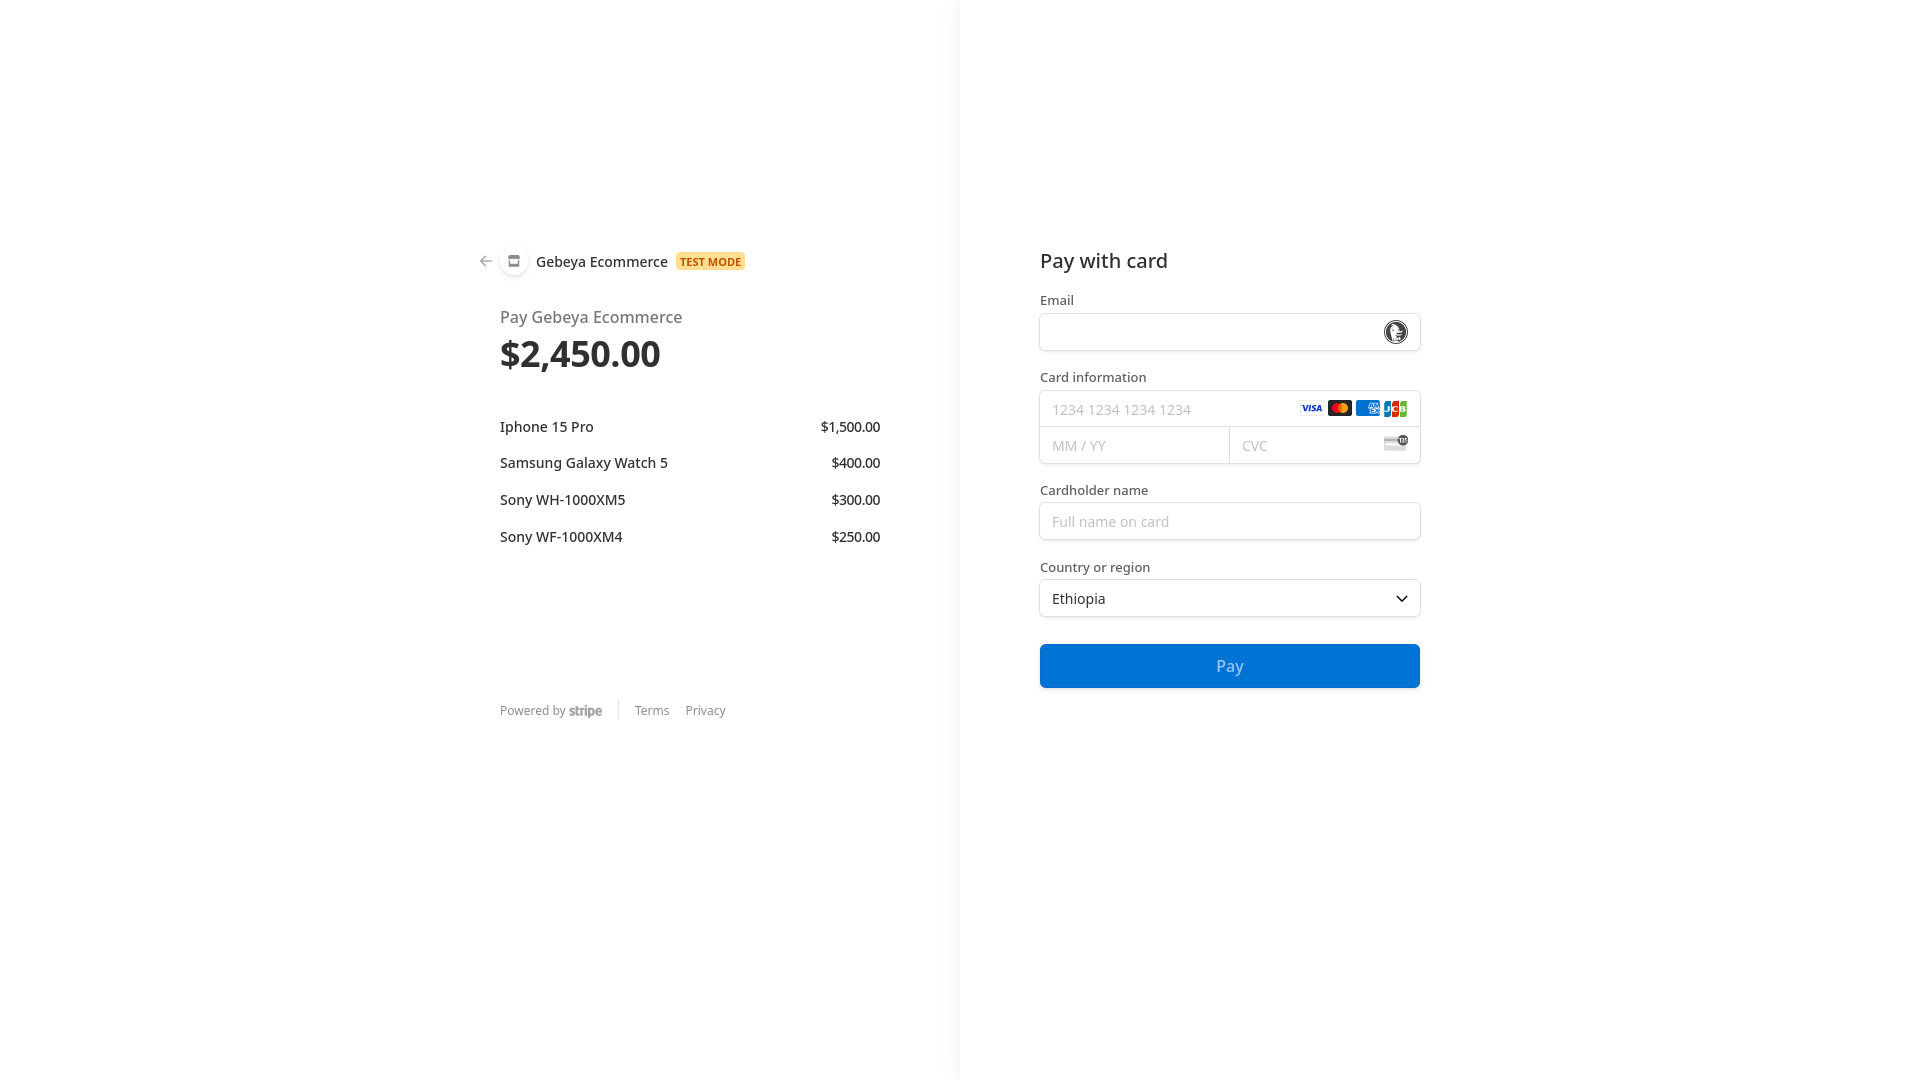 Gebeya Ecommerce TEST MODE
Pay Gebeya Ecommerce
$2,450.00
Iphone 15 Pro $1,500.00
Samsung Galaxy Watch 5 $400.00
Sony WH-1000XM5 $300.00
Sony WF-1000XM4 $250.00
Powered by stripe Terms Privacy
Pay with card
Email
Card information
1234 1234 1234 1234 VISA AMEX JCB
MM / YY CVC 135
Cardholder name
Full name on card
Country or region
Ethiopia
Pay